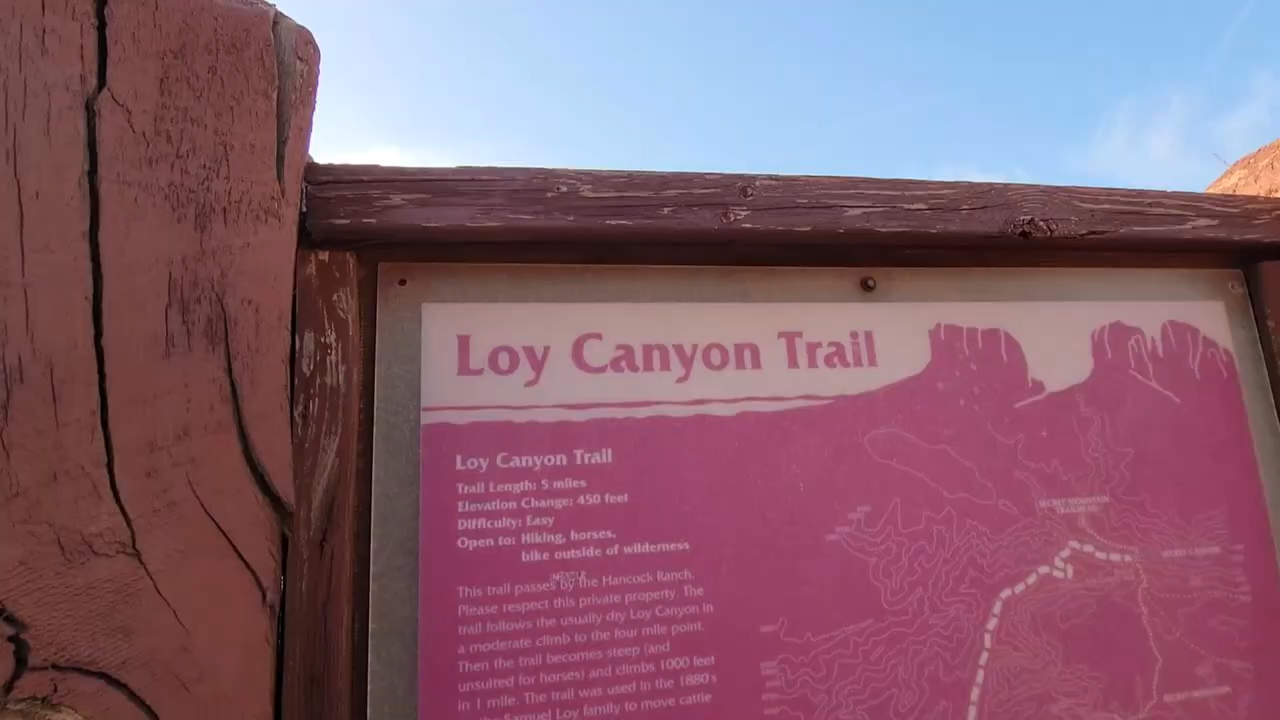 Loy Canyon Trail
Loy Canyon Trail
Trail Length: 5 miles
Elevation Change: 450 feet
Difficulty: Easy
Open to: Hiking, horses,
bike outside of wilderness
This trail passes by the Hancock Ranch.
Please respect this private property. The
trail follows the usually dry Loy Canyon in
a moderate climb to the four mile point.
Then the trail becomes steep (and
unsuited for horses) and climbs 1000 feet
in 1 mile. The trail was used in the 1880's
Samuel Loy family to move cattle
SECRET MOUNTAIN
TRAILHEAD
SECRET CANYON
SECRET MOUNTAIN